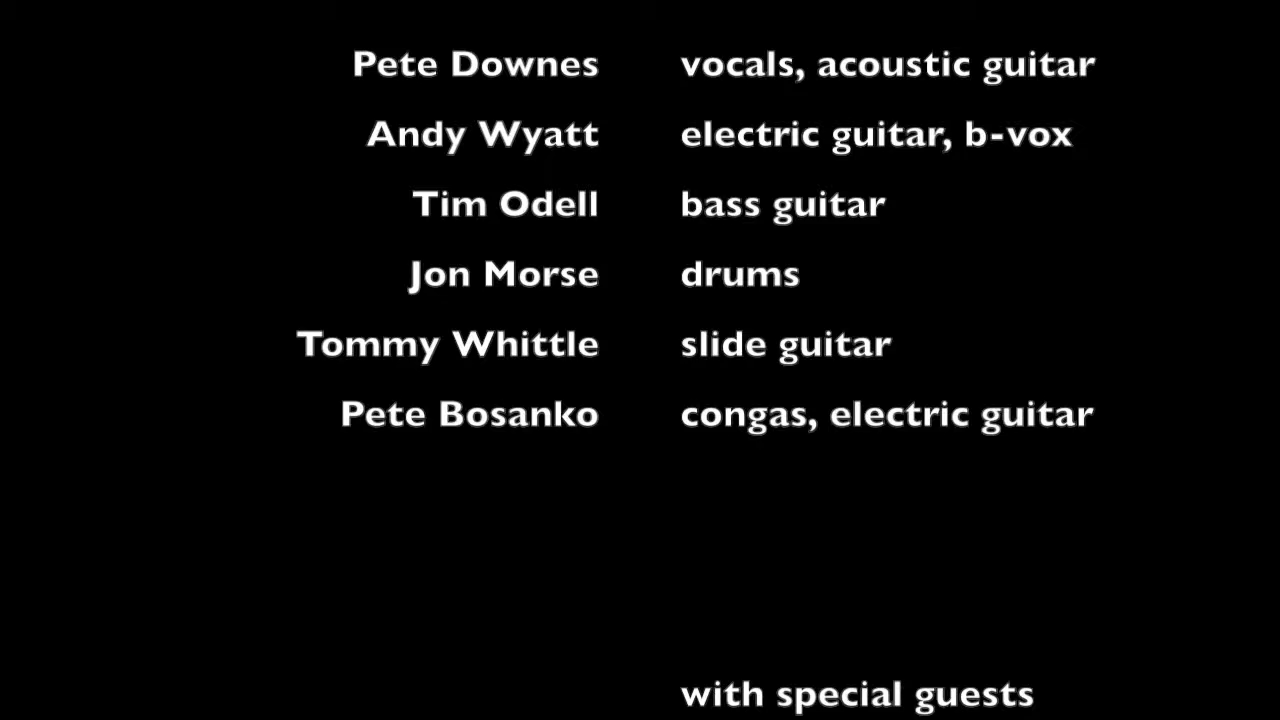 Pete Downes vocals, acoustic guitar
Andy Wyatt electric guitar, b-vox
Tim Odell bass guitar
Jon Morse drums
Tommy Whittle slide guitar
Pete Bosanko congas, electric guitar
with special guests